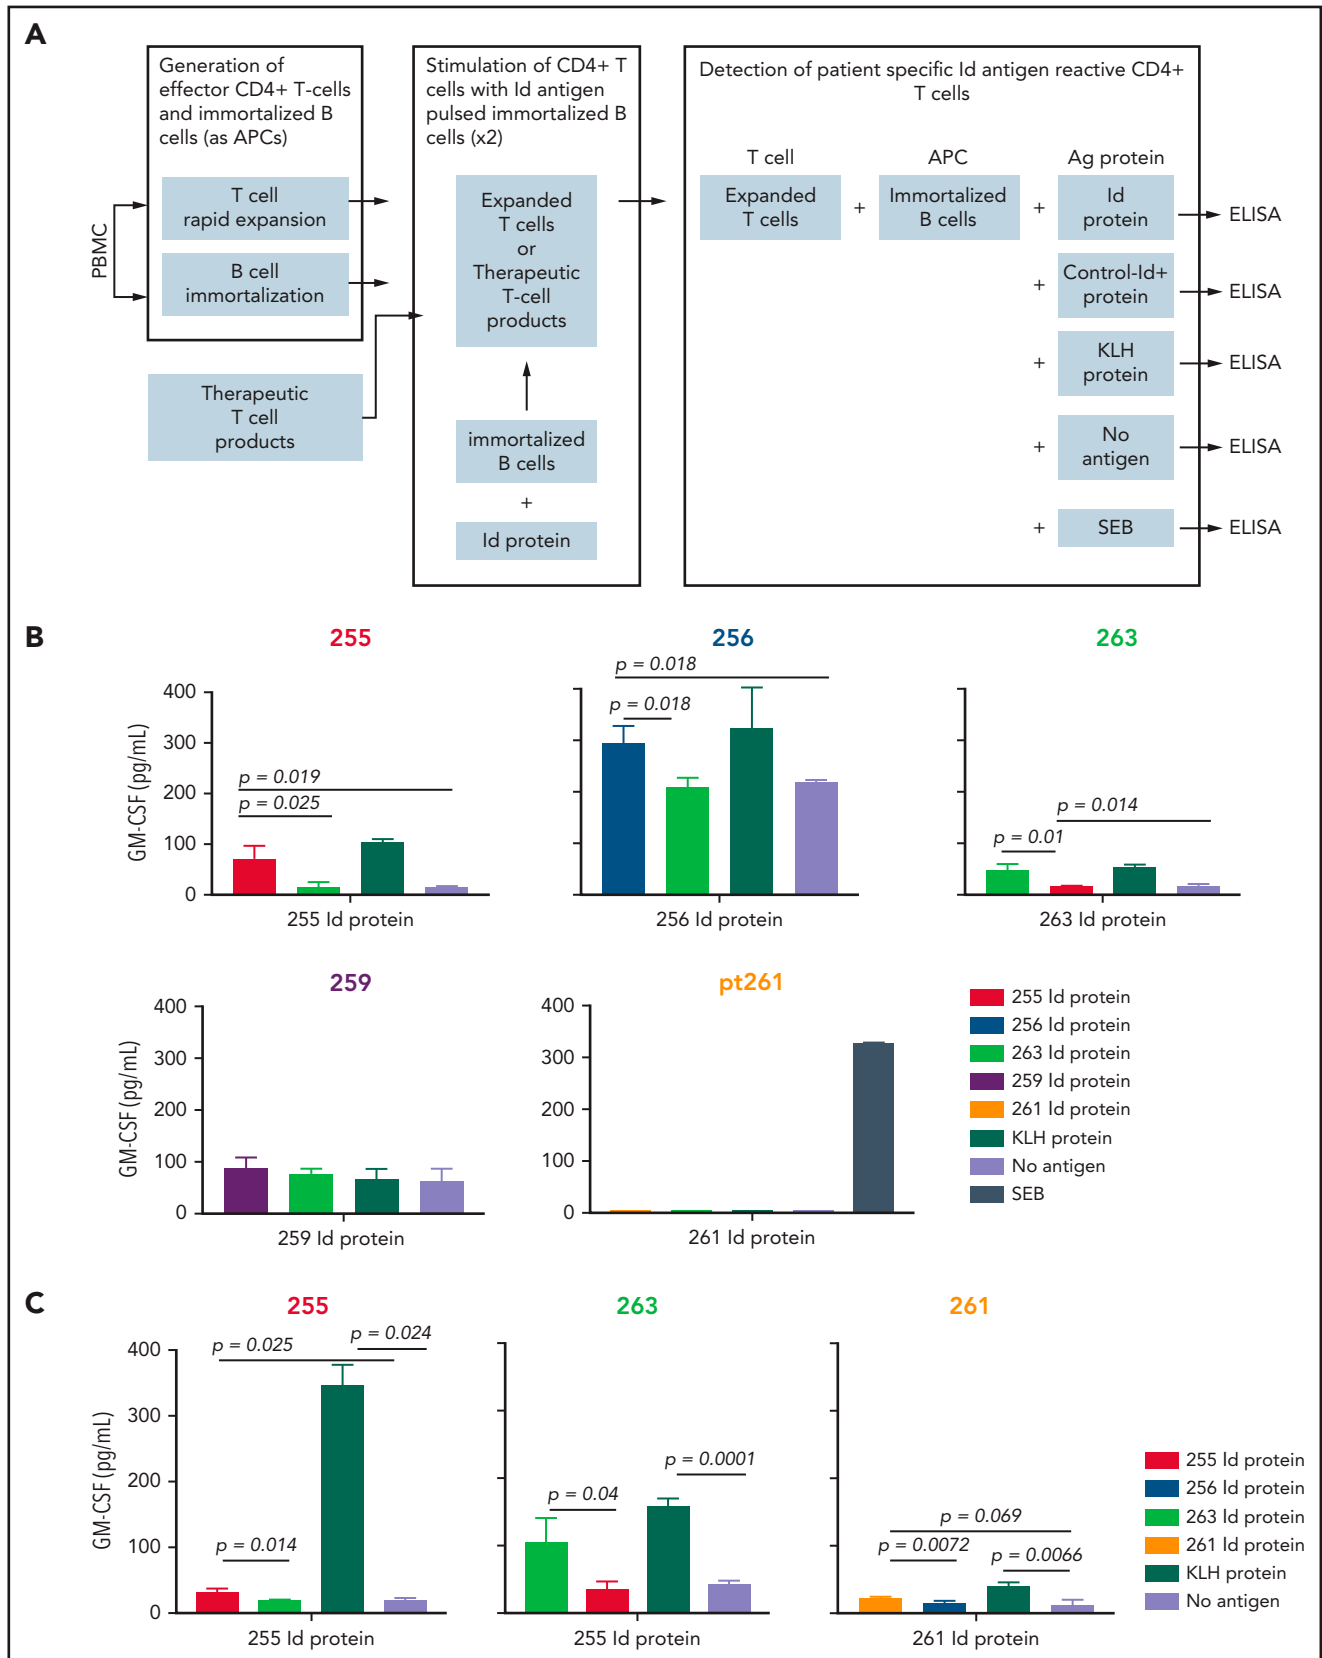 A
Generation of
effector CD4+ T-cells
and immortalized B
cells (as APCs)
PBMC
T cell
rapid expansion
B cell
immortalization
Therapeutic
T cell
products
Stimulation of CD4+ T
cells with Id antigen
pulsed immortalized B
cells (x2)
Expanded
T cells
or
Therapeutic
T-cell
products
immortalized
B cells
+
Id protein
Detection of patient specific Id antigen reactive CD4+
T cells
T cell
APC
Ag protein
Expanded
T cells
+
Immortalized
B cells
+
Id
protein
ELISA
+
Control-Id+
protein
ELISA
+
KLH
protein
ELISA
+
No
antigen
ELISA
+
SEB
ELISA
B
255
GM-CSF (pg/mL)
400
300
200
100
0
p = 0.019
p = 0.025
255 Id protein
256
p = 0.018
p = 0.018
256 Id protein
263
p = 0.014
p = 0.01
263 Id protein
259
GM-CSF (pg/mL)
400
300
200
100
0
259 Id protein
pt261
400
300
200
100
0
261 Id protein
255 Id protein
256 Id protein
263 Id protein
259 Id protein
261 Id protein
KLH protein
No antigen
SEB
C
255
GM-CSF (pg/mL)
400
300
200
100
0
p = 0.024
p = 0.025
p = 0.014
255 Id protein
263
p = 0.0001
p = 0.04
255 Id protein
261
p = 0.069
p = 0.0072
p = 0.0066
261 Id protein
255 Id protein
256 Id protein
263 Id protein
261 Id protein
KLH protein
No antigen